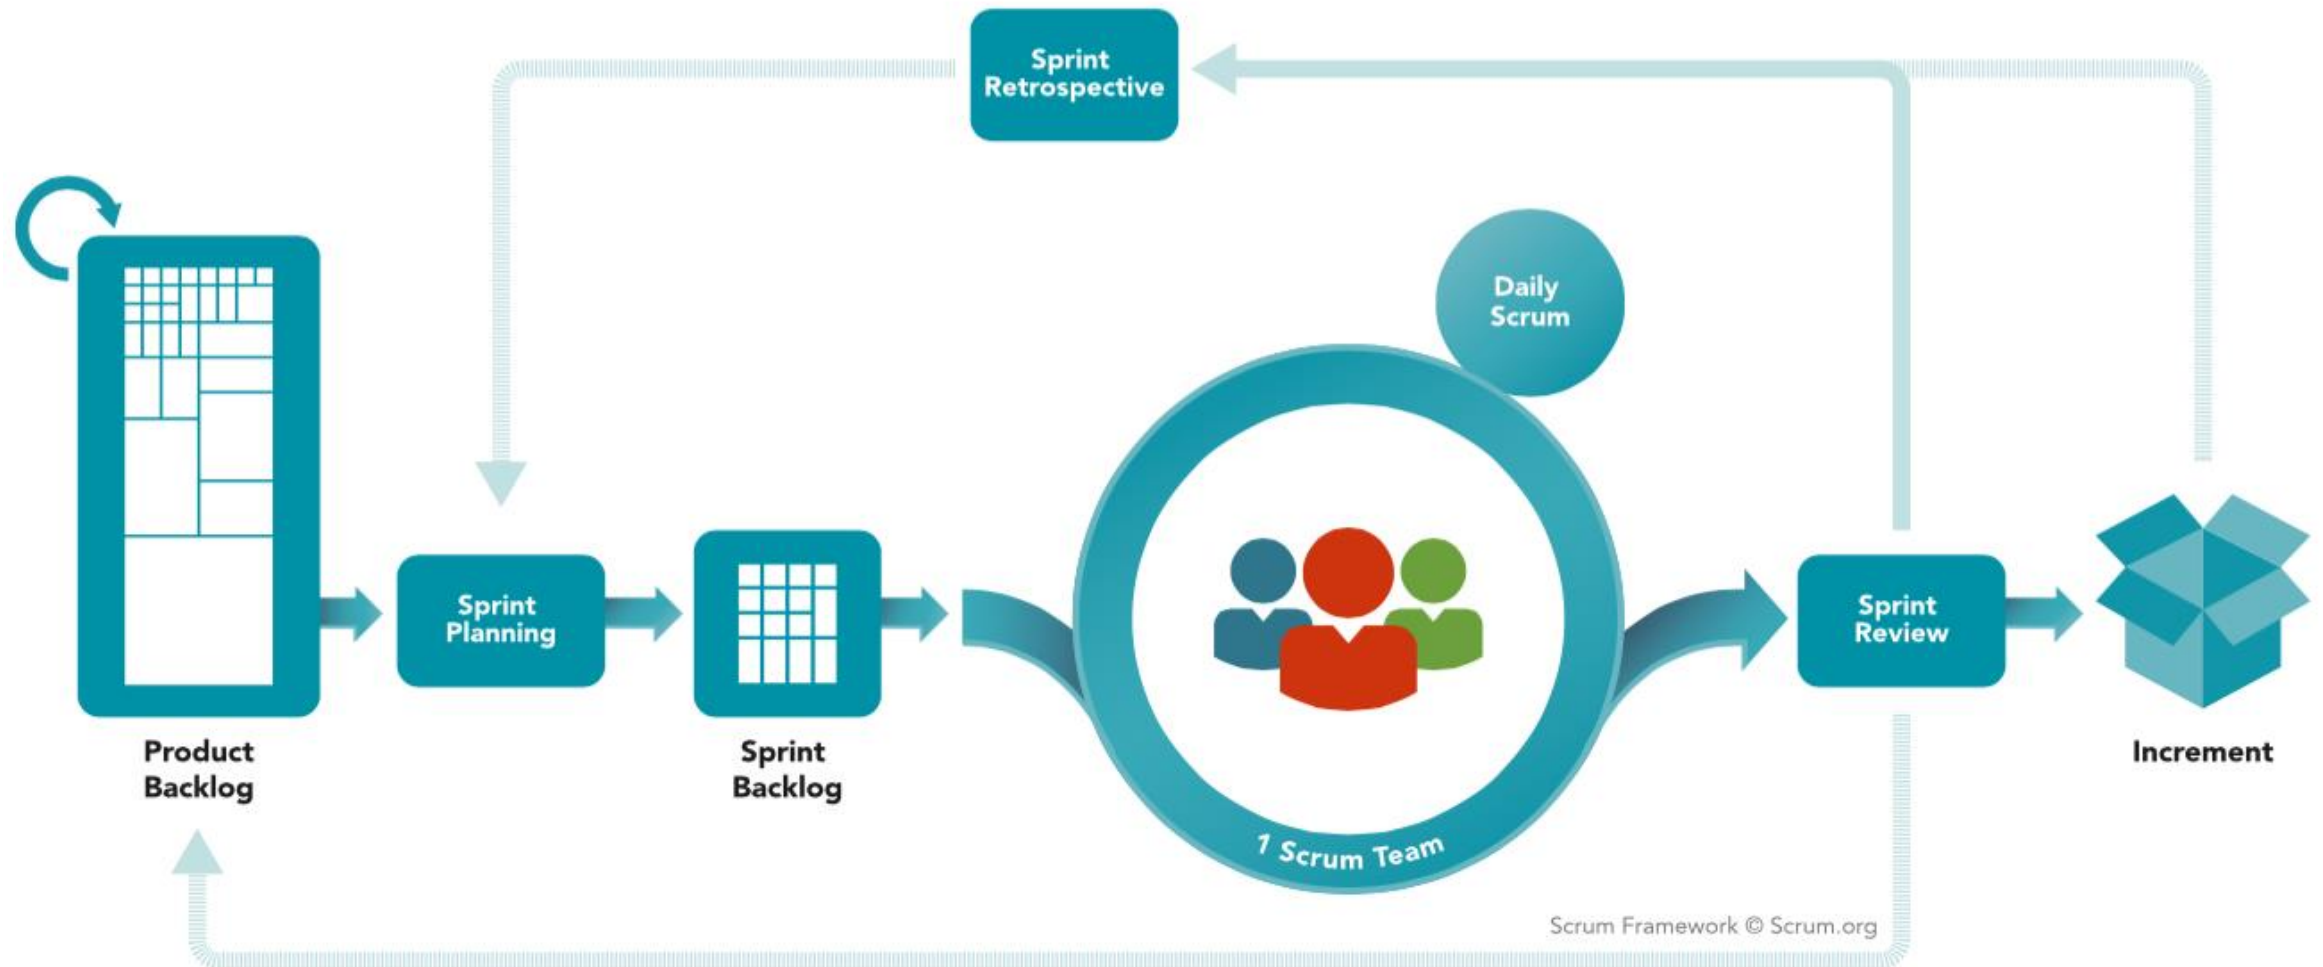 Sprint
Retrospective
Daily
Scrum
Sprint
Planning
Sprint
Review
Product
Backlog
Sprint
Backlog
Increment
1 Scrum Team
Scrum Framework © Scrum.org